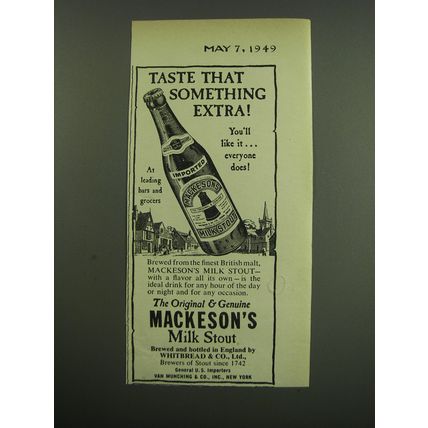 MAY 7, 1949
TASTE THAT
SOMETHING
EXTRA!
You'll
like it...
everyone
does!
At
leading
bars and
grocers
IMPORTED
MACKESON'S
MILK STOUT
Brewed from the finest British malt,
MACKESON'S MILK STOUT—
with a flavor all its own—is the
ideal drink for any hour of the day
or night and for any occasion.
The Original & Genuine
MACKESON'S
Milk Stout
Brewed and bottled in England by
WHITBREAD & CO., Ltd.,
Brewers of Stout since 1742
General U.S. Importers
VAN MUNCHING & CO., INC., NEW YORK